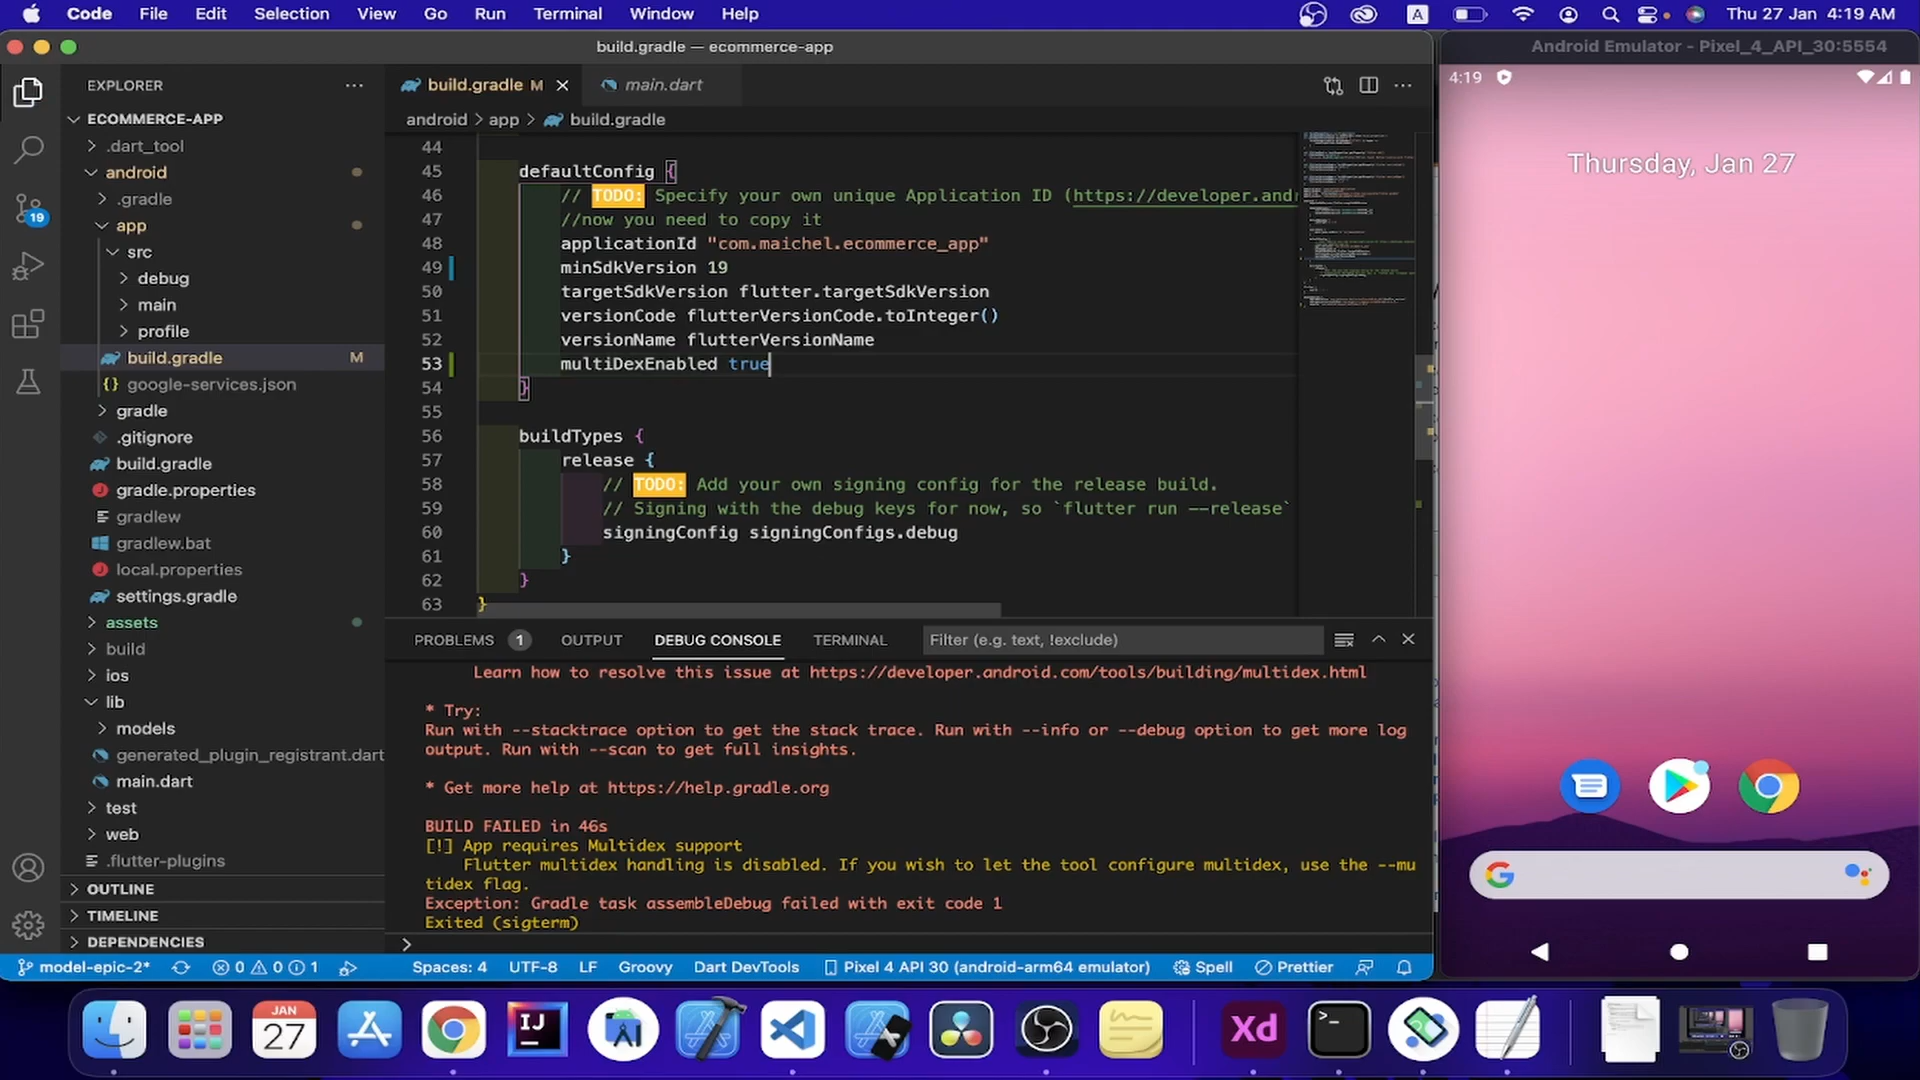 Code File Edit Selection View Go Run Terminal Window Help A Thu 27 Jan 4:19 AM
build.gradle — ecommerce-app
Android Emulator - Pixel_4_API_30:5554
EXPLORER
ECOMMERCE-APP
.dart_tool
android
.gradle
app
src
debug
main
profile
build.gradle M
google-services.json
gradle
.gitignore
build.gradle
gradle.properties
gradlew
gradlew.bat
local.properties
settings.gradle
assets
build
ios
lib
models
generated_plugin_registrant.dart
main.dart
test
web
.flutter-plugins
OUTLINE
TIMELINE
DEPENDENCIES
19
build.gradle M main.dart
android > app > build.gradle
44
45 defaultConfig {
46 // TODO: Specify your own unique Application ID (https://developer.andr
47 //now you need to copy it
48 applicationId "com.maichel.ecommerce_app"
49 minSdkVersion 19
50 targetSdkVersion flutter.targetSdkVersion
51 versionCode flutterVersionCode.toInteger()
52 versionName flutterVersionName
53 multiDexEnabled true
54 }
55
56 buildTypes {
57 release {
58 // TODO: Add your own signing config for the release build.
59 // Signing with the debug keys for now, so `flutter run --release`
60 signingConfig signingConfigs.debug
61 }
62 }
63 }
PROBLEMS 1 OUTPUT DEBUG CONSOLE TERMINAL Filter (e.g. text, !exclude)
Learn how to resolve this issue at https://developer.android.com/tools/building/multidex.html
* Try:
Run with --stacktrace option to get the stack trace. Run with --info or --debug option to get more log
output. Run with --scan to get full insights.
* Get more help at https://help.gradle.org
BUILD FAILED in 46s
[!] App requires Multidex support
Flutter multidex handling is disabled. If you wish to let the tool configure multidex, use the --mu
tidex flag.
Exception: Gradle task assembleDebug failed with exit code 1
Exited (sigterm)
>
model-epic-2* 0 0 1 Spaces: 4 UTF-8 LF Groovy Dart DevTools Pixel 4 API 30 (android-arm64 emulator) Spell Prettier
4:19
Thursday, Jan 27
G
JAN
27
IJ
Xd
>_